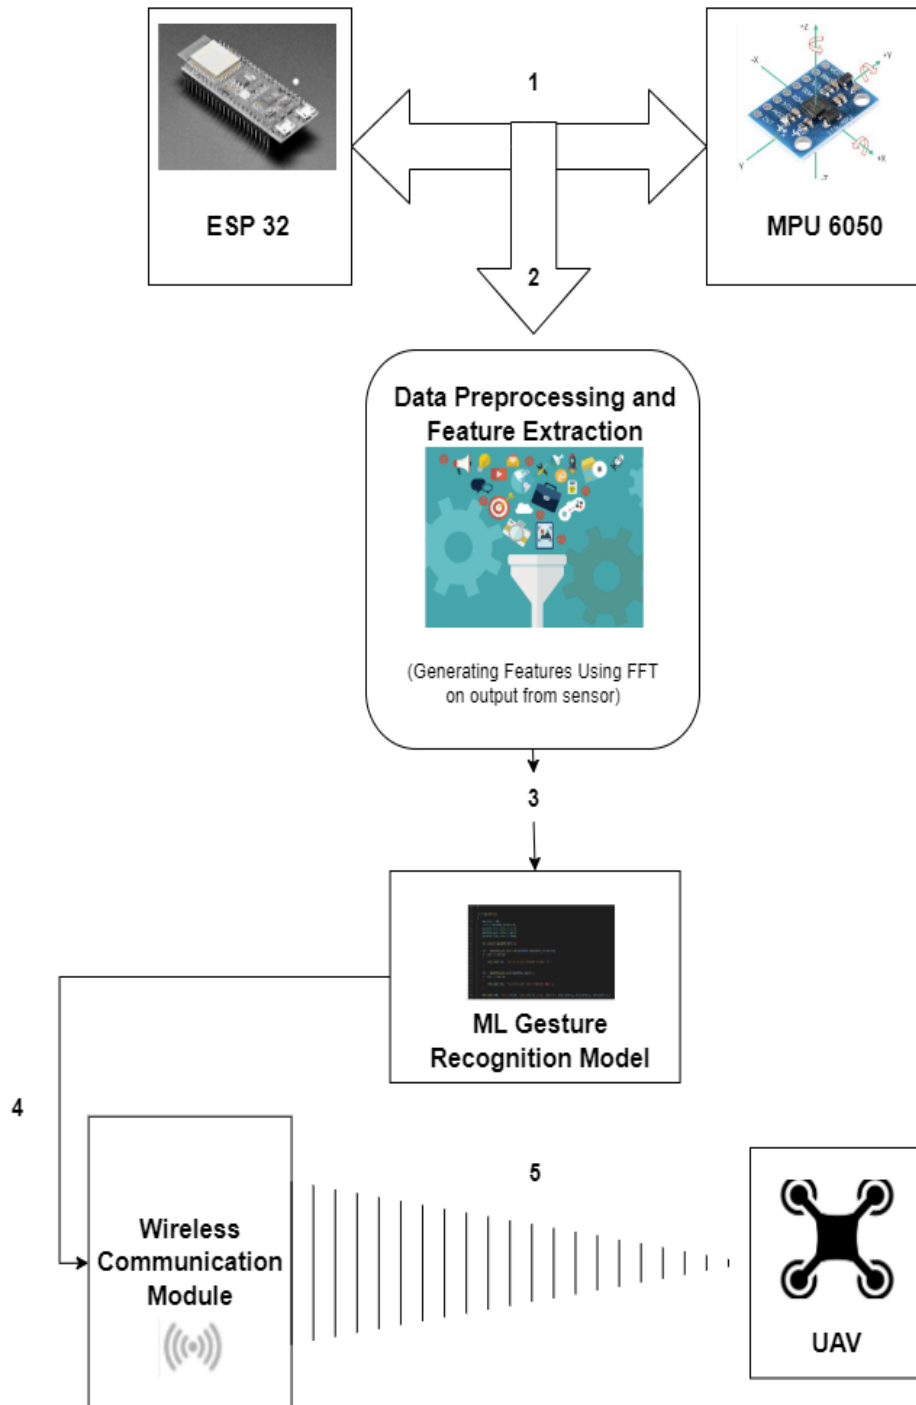 1
+Z
-X
+Y
+X
-Z
ESP 32
MPU 6050
2
Data Preprocessing and
Feature Extraction
(Generating Features Using FFT
on output from sensor)
3
ML Gesture
Recognition Model
4
5
Wireless
Communication
Module
UAV